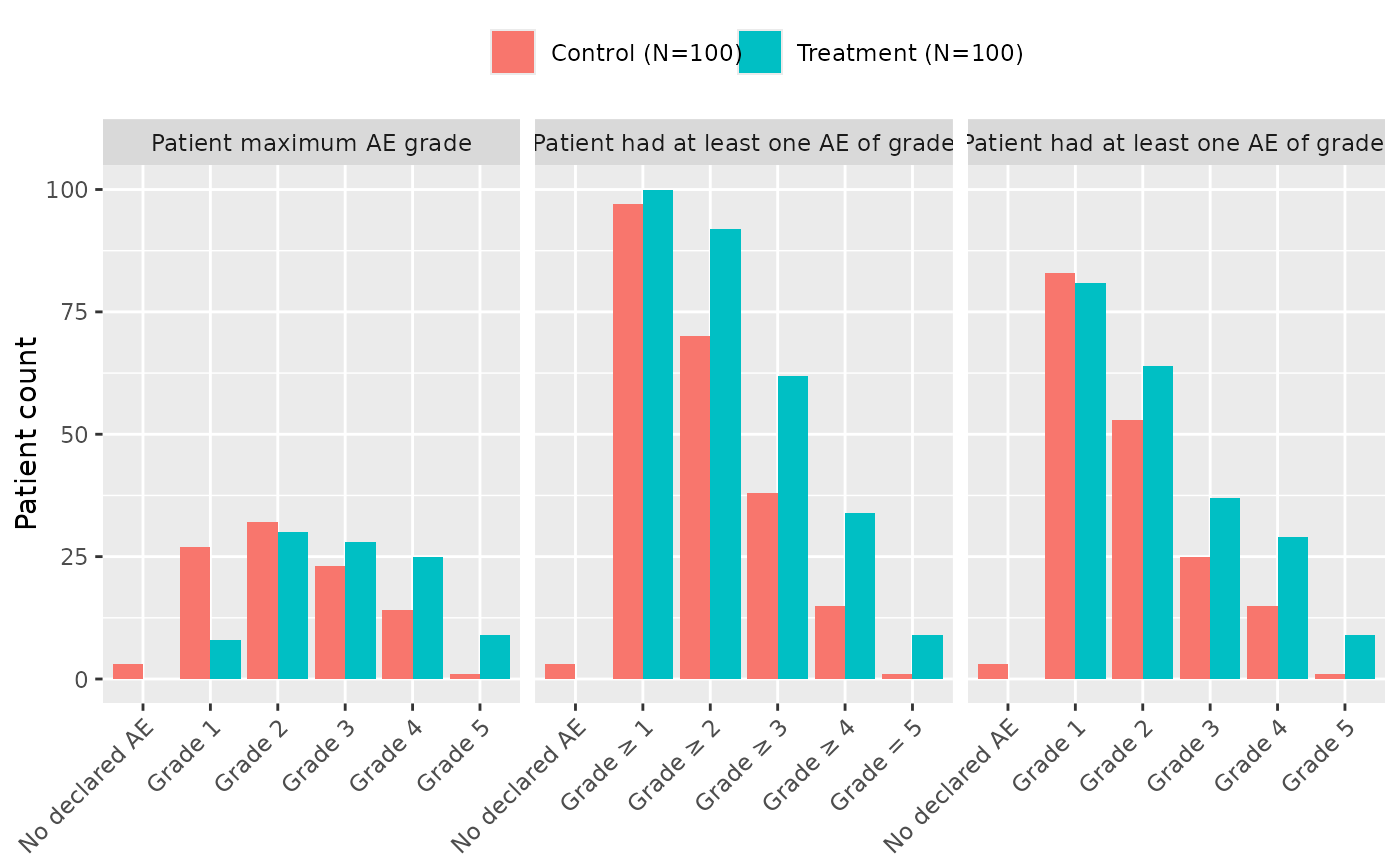 Control (N=100)
Treatment (N=100)
Patient maximum AE grade
Patient had at least one AE of grade
Patient had at least one AE of grade
Patient count
100
75
50
25
0
No declared AE
Grade 1
Grade 2
Grade 3
Grade 4
Grade 5
No declared AE
Grade ≥ 1
Grade ≥ 2
Grade ≥ 3
Grade ≥ 4
Grade = 5
No declared AE
Grade 1
Grade 2
Grade 3
Grade 4
Grade 5